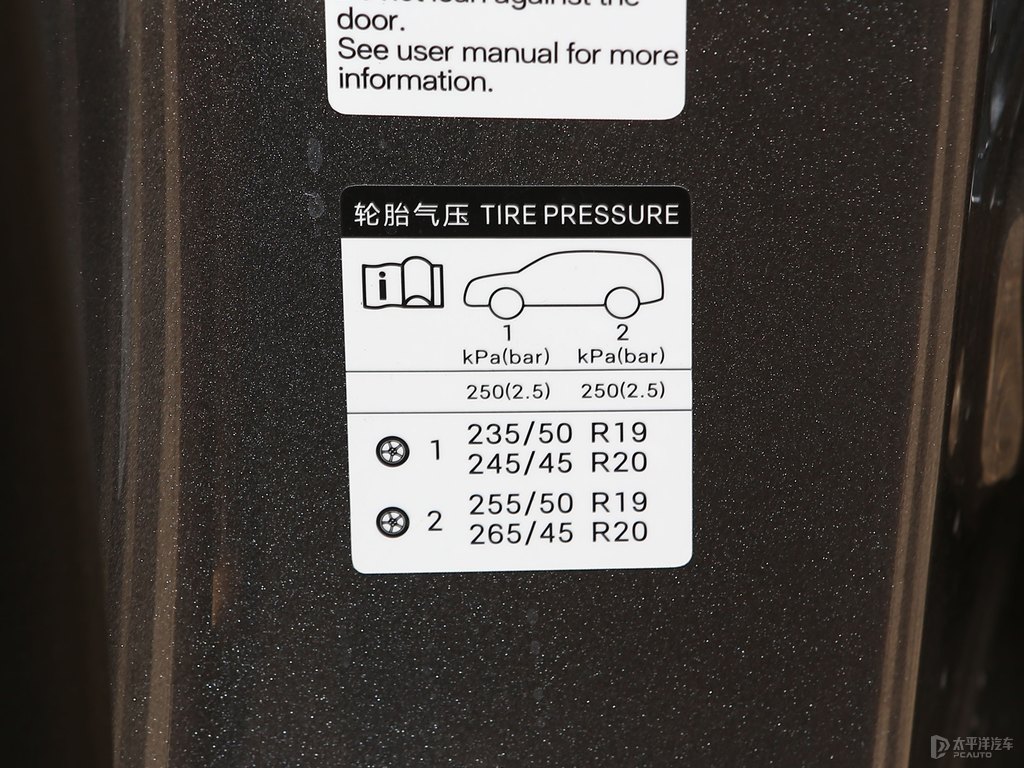 against the
door.
See user manual for more
information.
轮胎气压 TIRE PRESSURE
i
1 2
kPa(bar) kPa(bar)
250(2.5) 250(2.5)
1 235/50 R19
245/45 R20
2 255/50 R19
265/45 R20
太平洋汽车
PCAUTO